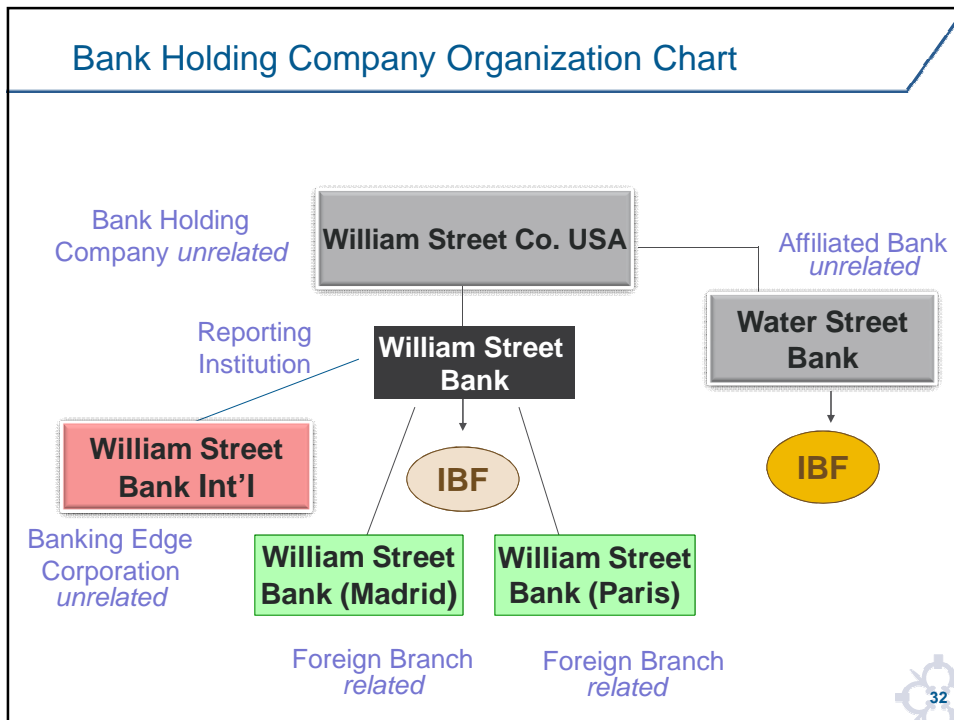 Bank Holding Company Organization Chart
Bank Holding
Company unrelated
William Street Co. USA
Affiliated Bank
unrelated
Reporting
Institution
William Street
Bank
Water Street
Bank
William Street
Bank Int’l
IBF
IBF
Banking Edge
Corporation
unrelated
William Street
Bank (Madrid)
William Street
Bank (Paris)
Foreign Branch
related
Foreign Branch
related
32